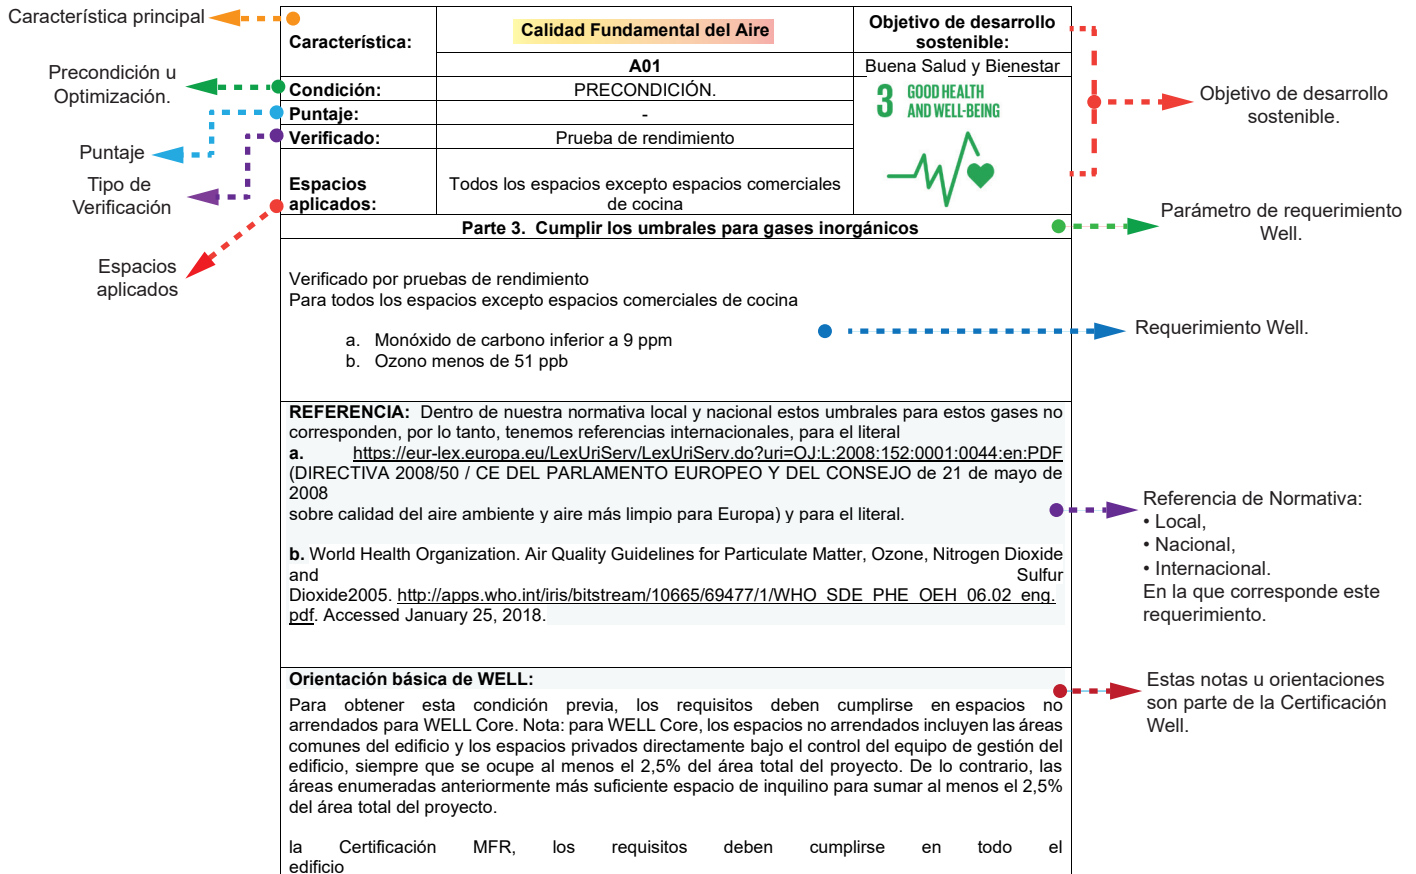 Característica principal
Precondición u
Optimización.
Puntaje
Tipo de
Verificación
Espacios
aplicados
Característica:
Calidad Fundamental del Aire
A01
Objetivo de desarrollo
sostenible:
Buena Salud y Bienestar
3 GOOD HEALTH
AND WELL-BEING
Condición:
PRECONDICIÓN.
Puntaje:
-
Verificado:
Prueba de rendimiento
Espacios
aplicados:
Todos los espacios excepto espacios comerciales
de cocina
Parte 3. Cumplir los umbrales para gases inorgánicos
Verificado por pruebas de rendimiento
Para todos los espacios excepto espacios comerciales de cocina
a. Monóxido de carbono inferior a 9 ppm
b. Ozono menos de 51 ppb
REFERENCIA: Dentro de nuestra normativa local y nacional estos umbrales para estos gases no
corresponden, por lo tanto, tenemos referencias internacionales, para el literal
a. https://eur-lex.europa.eu/LexUriServ/LexUriServ.do?uri=OJ:L:2008:152:0001:0044:en:PDF
(DIRECTIVA 2008/50 / CE DEL PARLAMENTO EUROPEO Y DEL CONSEJO de 21 de mayo de
2008
sobre calidad del aire ambiente y aire más limpio para Europa) y para el literal.
b. World Health Organization. Air Quality Guidelines for Particulate Matter, Ozone, Nitrogen Dioxide
and Sulfur
Dioxide2005. http://apps.who.int/iris/bitstream/10665/69477/1/WHO_SDE_PHE_OEH_06.02_eng.
pdf. Accessed January 25, 2018.
Orientación básica de WELL:
Para obtener esta condición previa, los requisitos deben cumplirse en espacios no
arrendados para WELL Core. Nota: para WELL Core, los espacios no arrendados incluyen las áreas
comunes del edificio y los espacios privados directamente bajo el control del equipo de gestión del
edificio, siempre que se ocupe al menos el 2,5% del área total del proyecto. De lo contrario, las
áreas enumeradas anteriormente más suficiente espacio de inquilino para sumar al menos el 2,5%
del área total del proyecto.
la Certificación MFR, los requisitos deben cumplirse en todo el
edificio
Objetivo de desarrollo
sostenible.
Parámetro de requerimiento
Well.
Requerimiento Well.
Referencia de Normativa:
• Local,
• Nacional,
• Internacional.
En la que corresponde este
requerimiento.
Estas notas u orientaciones
son parte de la Certificación
Well.